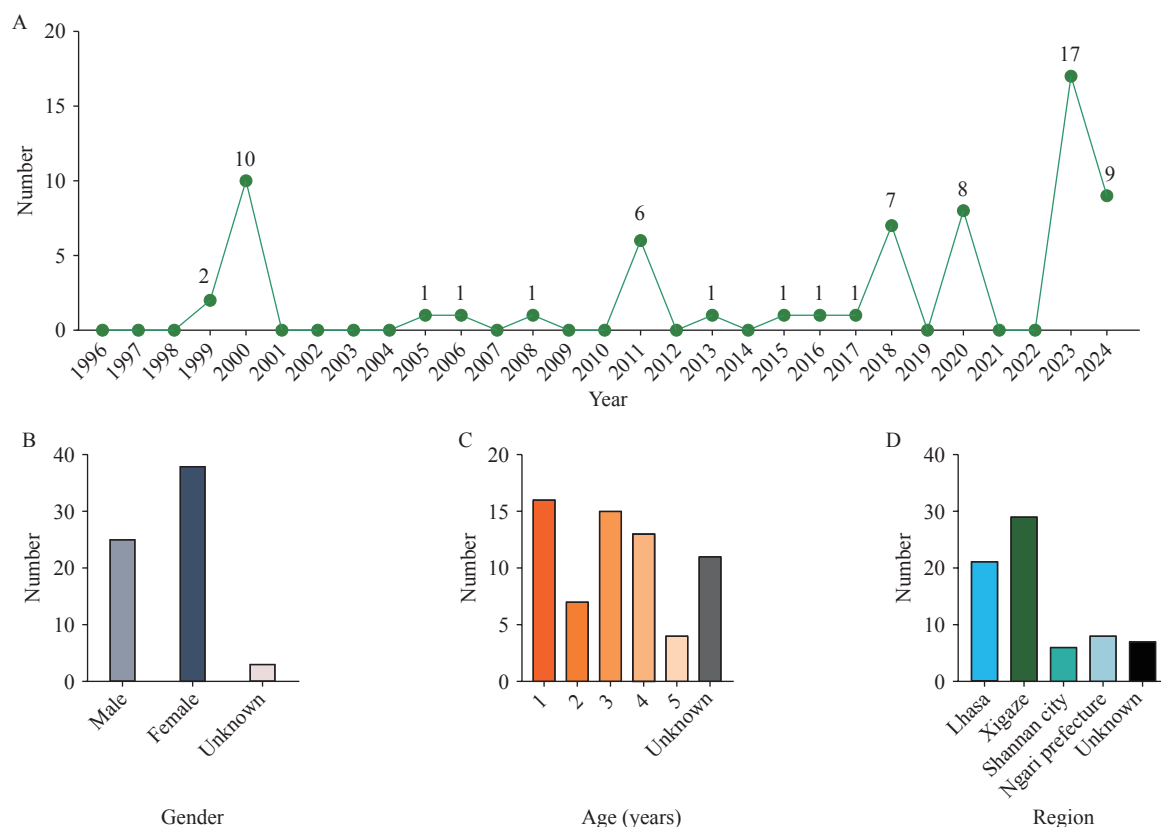 A
20
15
10
5
0
Number
2
10
1
1
1
6
1
1
1
1
7
8
17
9
1996 1997 1998 1999 2000 2001 2002 2003 2004 2005 2006 2007 2008 2009 2010 2011 2012 2013 2014 2015 2016 2017 2018 2019 2020 2021 2022 2023 2024
Year
B
40
30
20
10
0
Number
Male Female Unknown
Gender
C
20
15
10
5
0
Number
1 2 3 4 5 Unknown
Age (years)
D
40
30
20
10
0
Number
Lhasa Xigaze Shannan city Ngari prefecture Unknown
Region